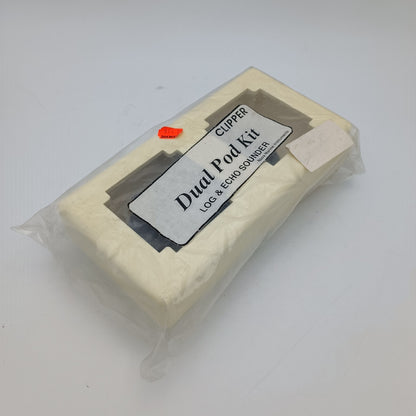 CLIPPER
Dual Pod Kit
LOG & ECHO SOUNDER